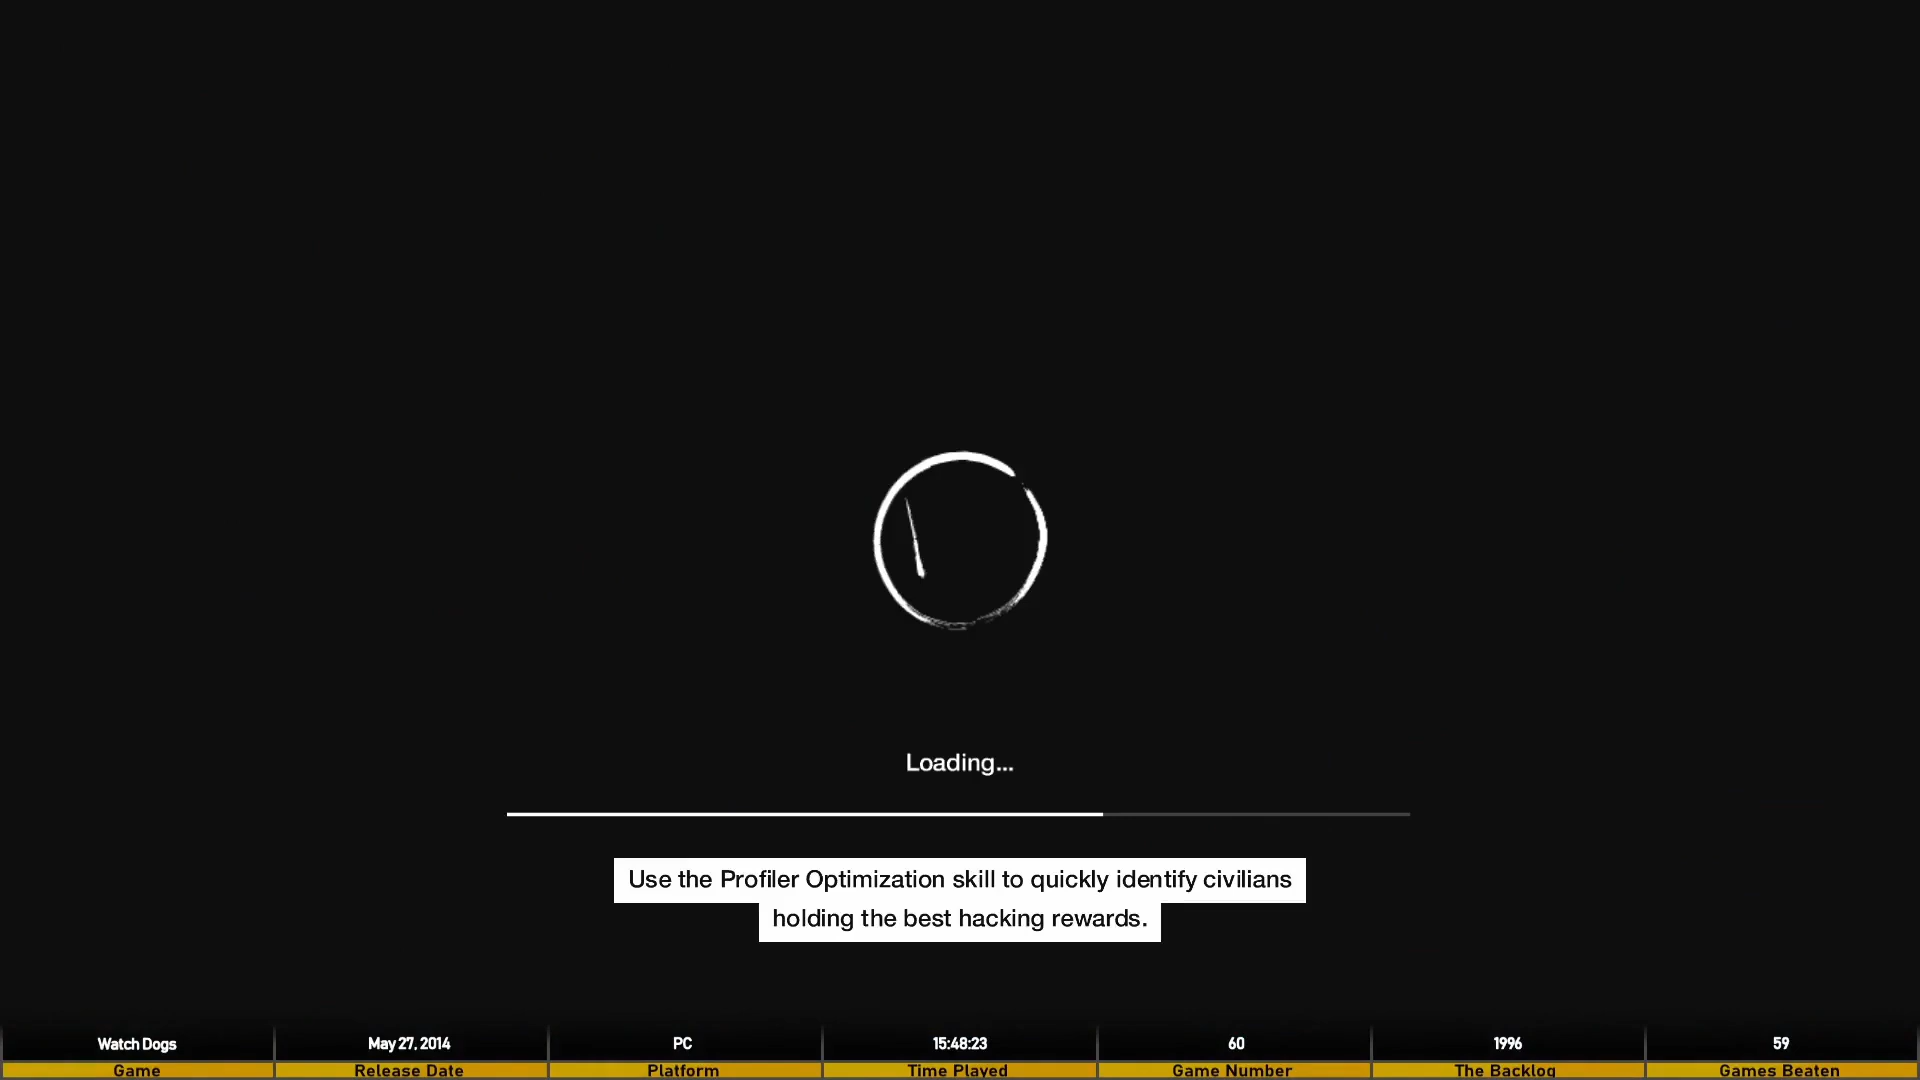 Loading...
Use the Profiler Optimization skill to quickly identify civilians
holding the best hacking rewards.
Watch Dogs May 27, 2014 PC 15:48:23 60 1996 59
Game Release Date Platform Time Played Game Number The Backlog Games Beaten